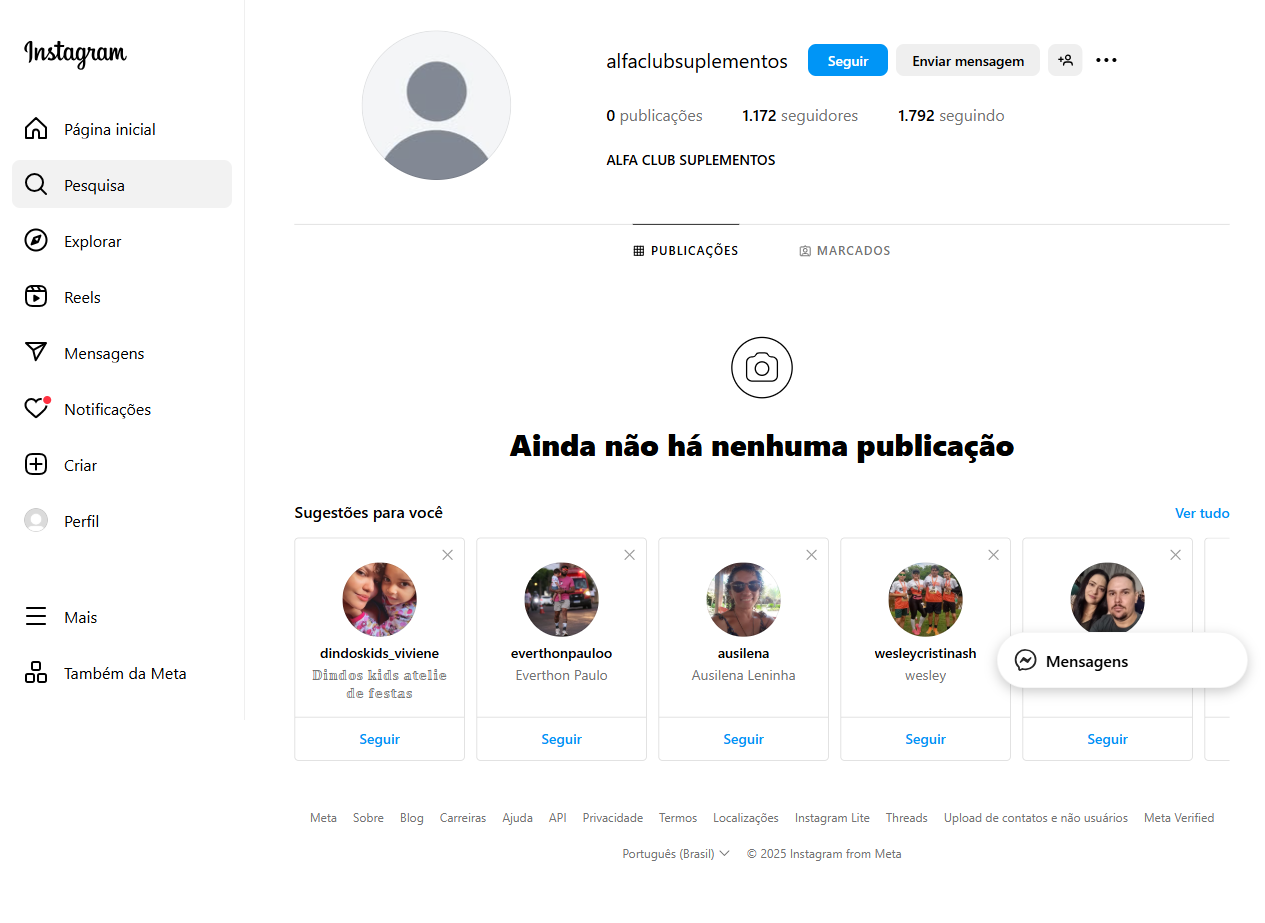 Instagram
Página inicial
Pesquisa
Explorar
Reels
Mensagens
Notificações
Criar
Perfil
Mais
Também da Meta
alfaclubsuplementos Seguir Enviar mensagem
0 publicações 1.172 seguidores 1.792 seguindo
ALFA CLUB SUPLEMENTOS
PUBLICAÇÕES MARCADOS
Ainda não há nenhuma publicação
Sugestões para você Ver tudo
dindoskids_viviene
𝔻𝕚𝕟𝕕𝕠𝕤 𝕜𝕚𝕕𝕤 𝕒𝕥𝕖𝕝𝕚𝕖
𝕕𝕖 𝕗𝕖𝕤𝕥𝕒𝕤
Seguir
everthonpauloo
Everthon Paulo
Seguir
ausilena
Ausilena Leninha
Seguir
wesleycristinash
wesley
Seguir
Mensagens
Seguir
Meta Sobre Blog Carreiras Ajuda API Privacidade Termos Localizações Instagram Lite Threads Upload de contatos e não usuários Meta Verified
Português (Brasil) © 2025 Instagram from Meta